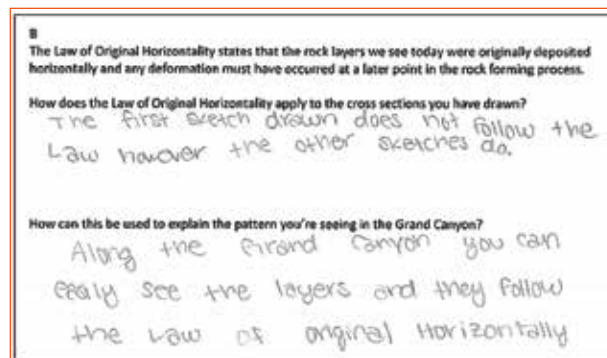 B
The Law of Original Horizontality states that the rock layers we see today were originally deposited
horizontally and any deformation must have occurred at a later point in the rock forming process.
How does the Law of Original Horizontality apply to the cross sections you have drawn?
The first sketch drawn does not follow the
Law however the other sketches do.
How can this be used to explain the pattern you're seeing in the Grand Canyon?
Along the Grand Canyon you can
easly see the layers and they follow
the Law of original Horizontally